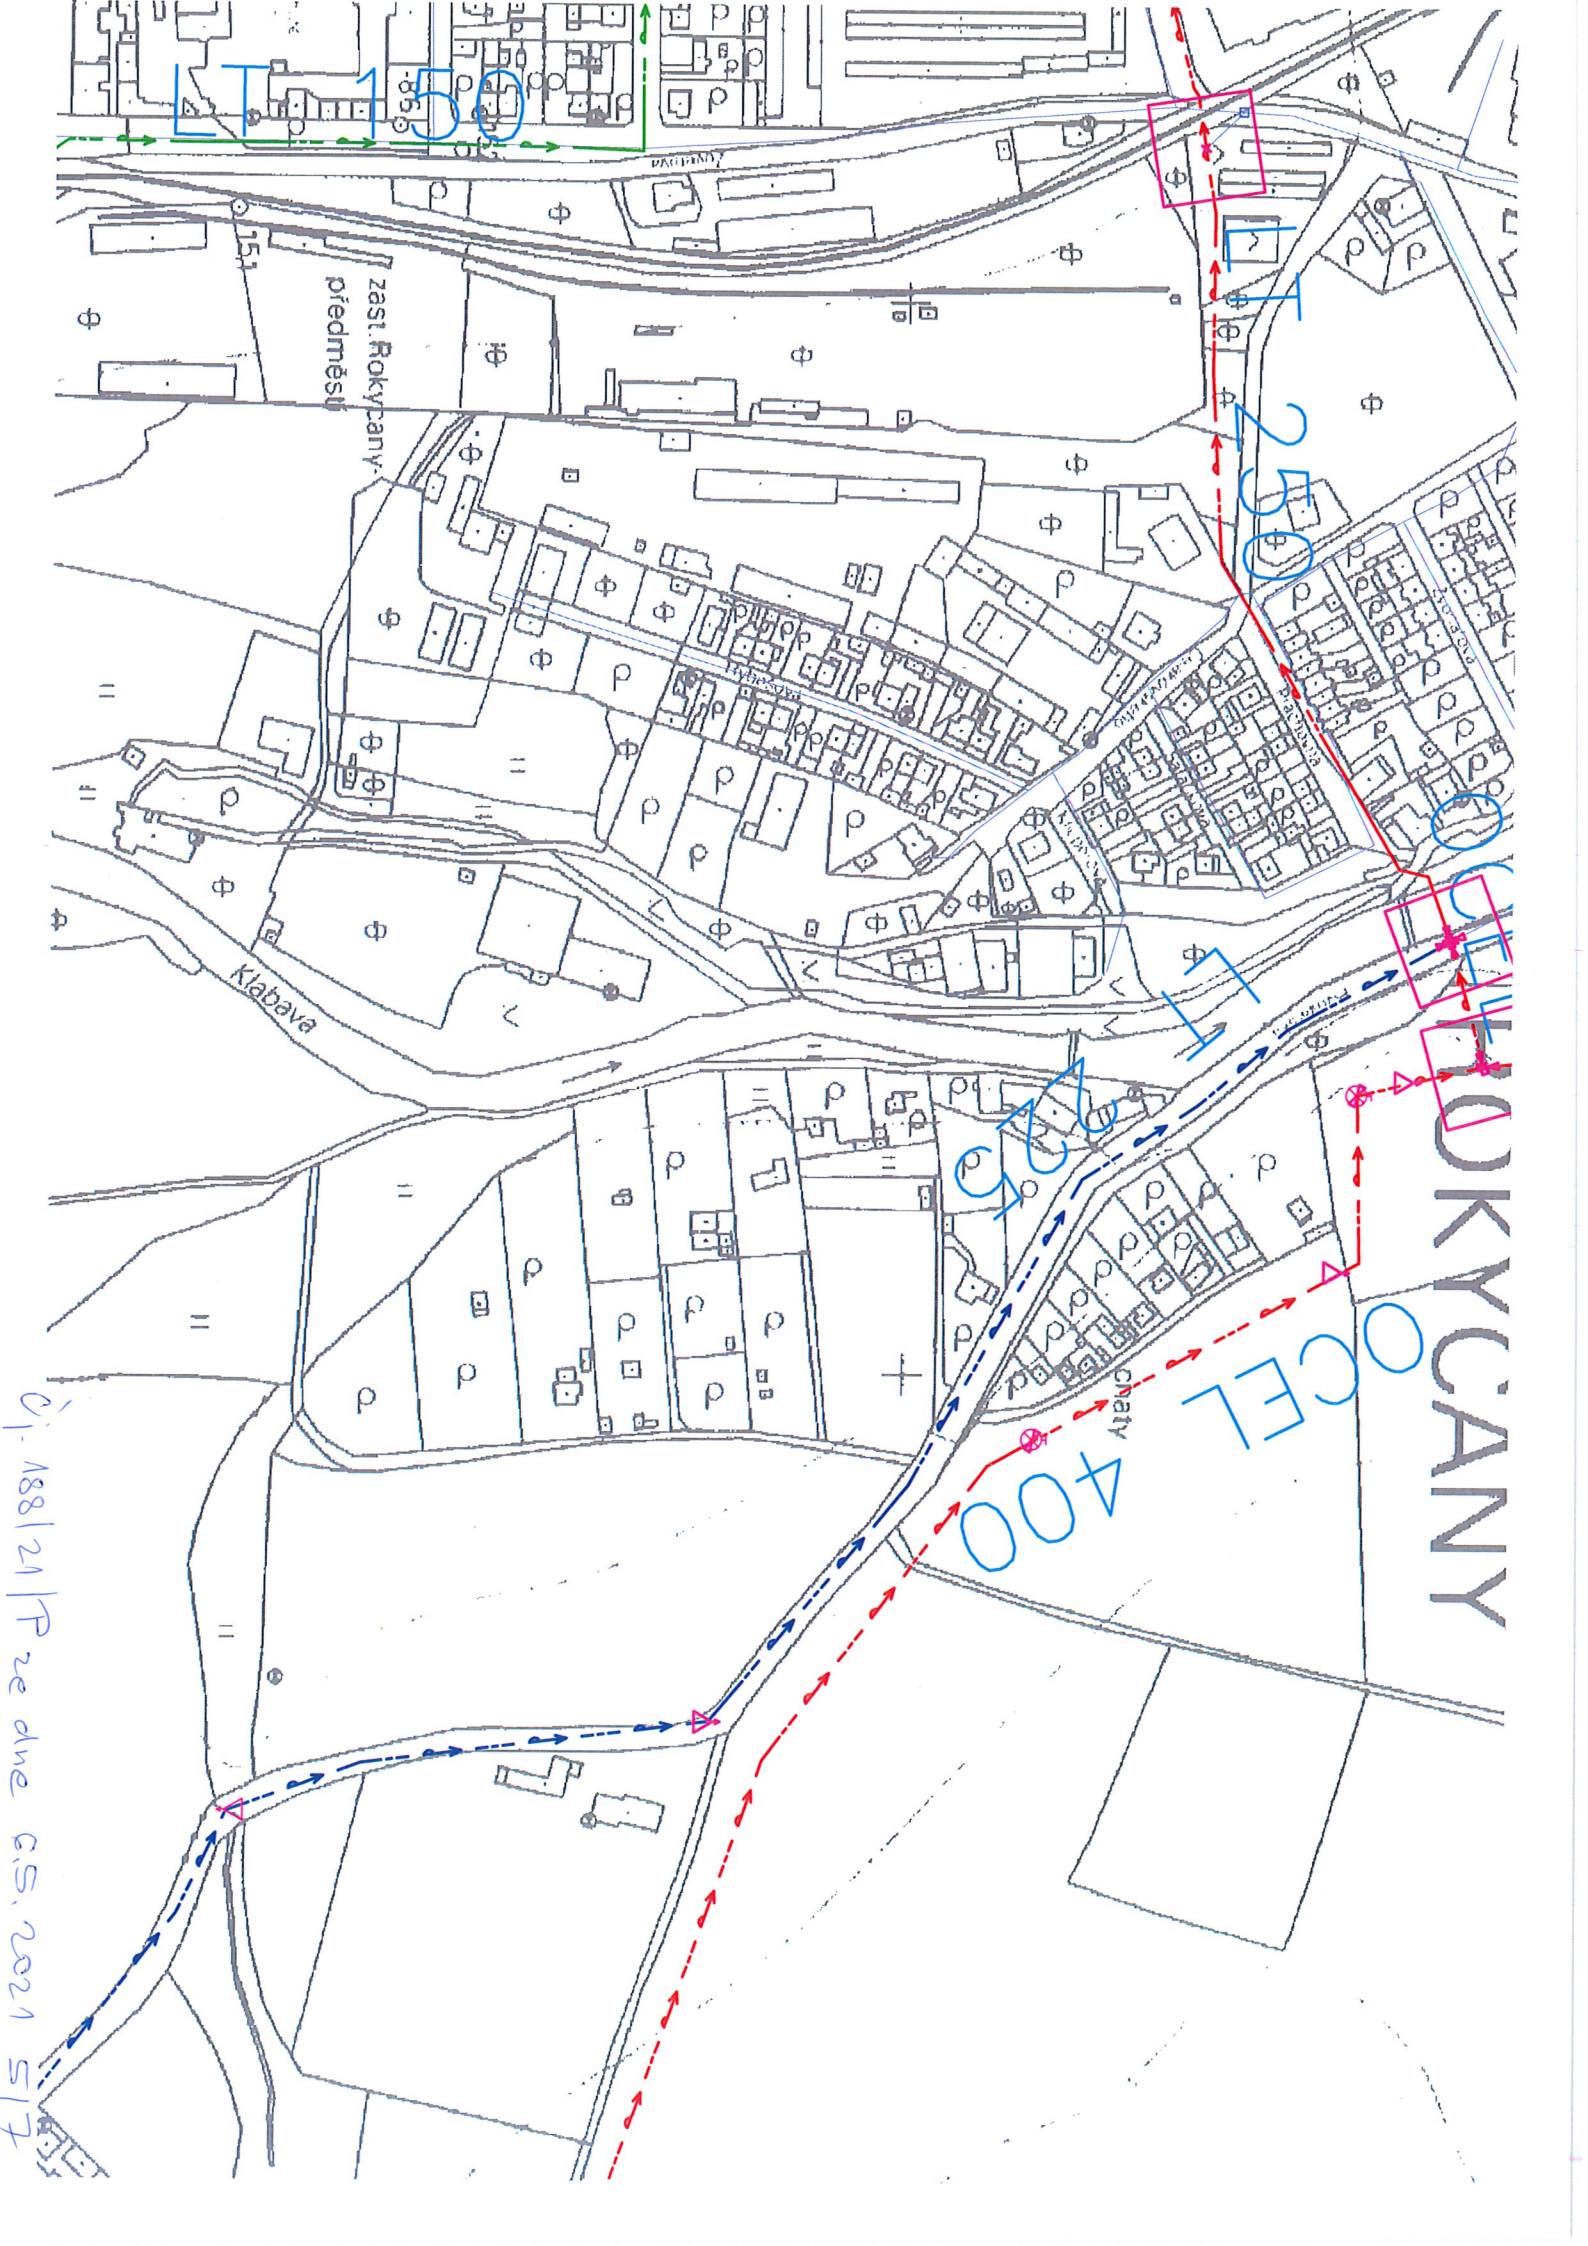 LT 150
zast.Rokycany-
předměstí
151
LT 250
OCEL
ROKYCANY
LT 225
Klabava
OCEL 400
chaty
Čj. 188/21/P ze dne 6.5.2021 5/7